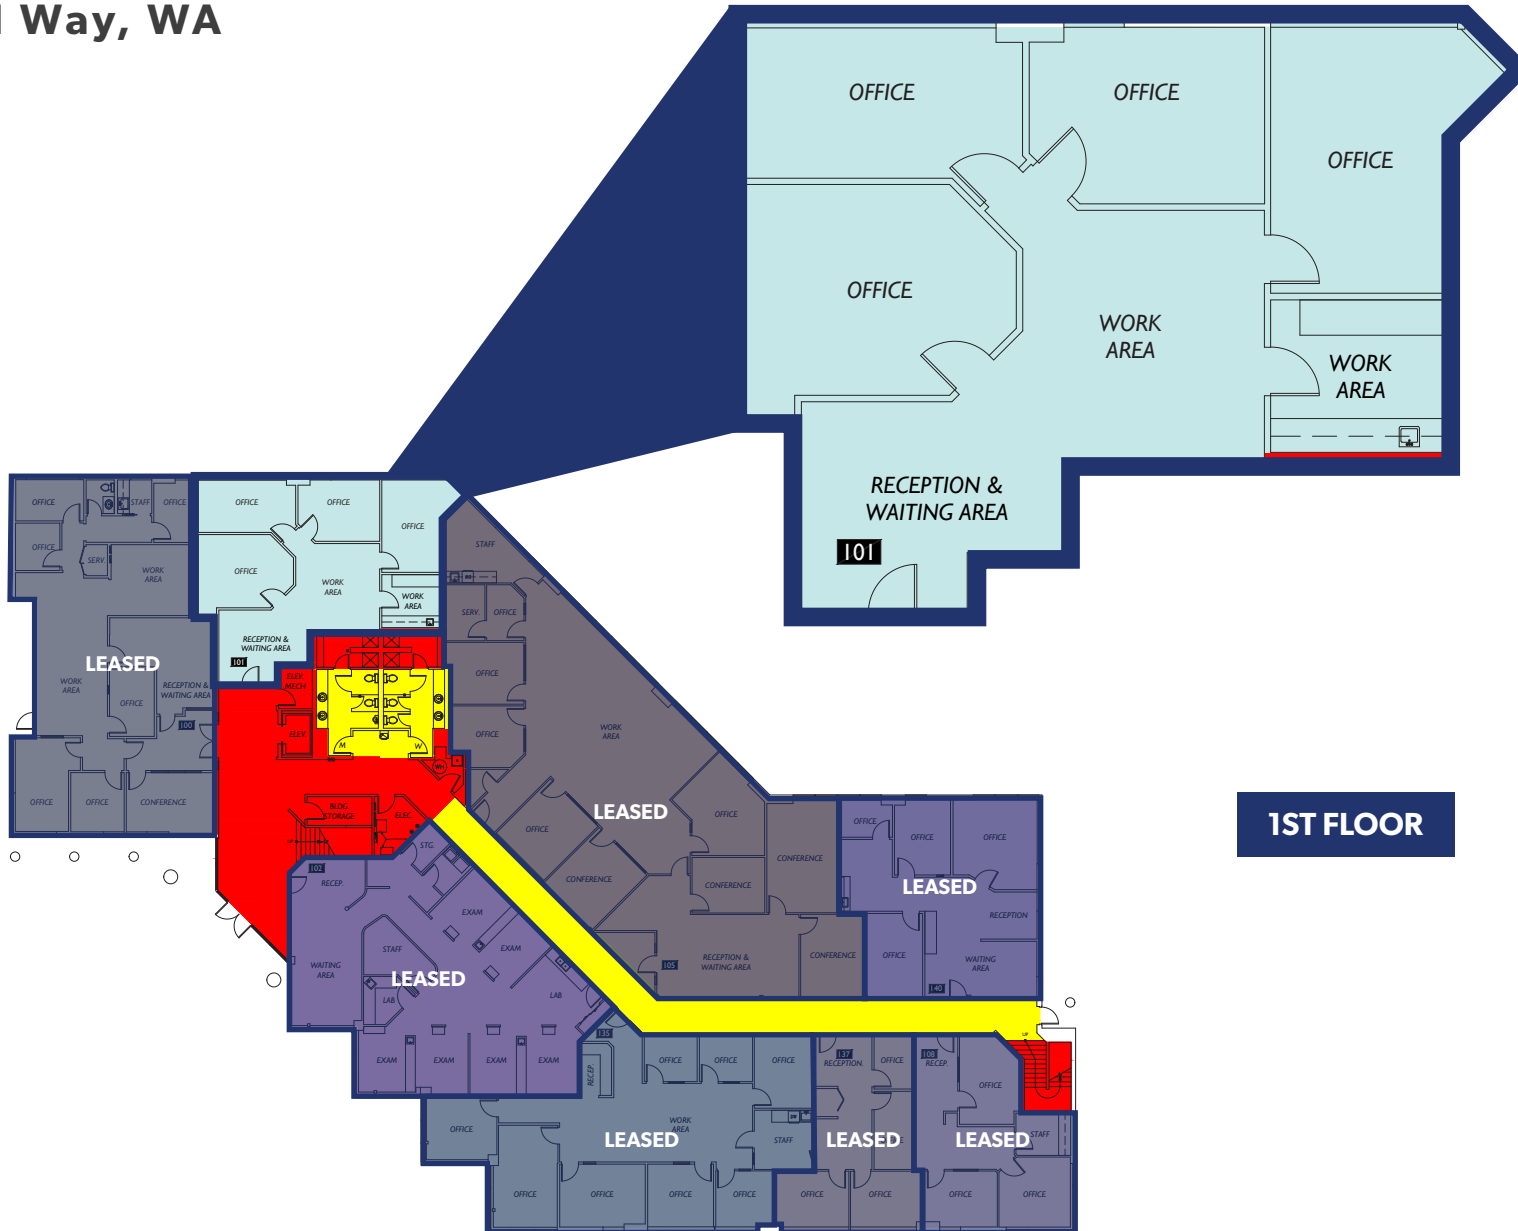 l Way, WA
OFFICE
OFFICE
OFFICE
OFFICE
WORK
AREA
WORK
AREA
RECEPTION &
WAITING AREA
101
1ST FLOOR
OFFICE
STAFF
OFFICE
OFFICE
SERV.
WORK
AREA
LEASED
WORK
AREA
OFFICE
RECEPTION &
WAITING AREA
100
OFFICE
OFFICE
CONFERENCE
OFFICE
OFFICE
OFFICE
OFFICE
WORK
AREA
WORK
AREA
RECEPTION &
WAITING AREA
101
ELEV.
MECH
ELEV
M
W
WH
BLDG.
STORAGE
ELEC
UP
STAFF
SERV.
OFFICE
OFFICE
OFFICE
WORK
AREA
LEASED
OFFICE
OFFICE
CONFERENCE
CONFERENCE
CONFERENCE
CONFERENCE
RECEPTION &
WAITING AREA
105
OFFICE
OFFICE
OFFICE
LEASED
RECEPTION
OFFICE
WAITING
AREA
140
102
RECEP.
STG.
EXAM
STAFF
EXAM
WAITING
AREA
LEASED
LAB.
LAB.
EXAM
EXAM
EXAM
EXAM
135
RECEP.
OFFICE
OFFICE
OFFICE
OFFICE
WORK
AREA
LEASED
STAFF
OFFICE
OFFICE
OFFICE
OFFICE
137
RECEPTION.
OFFICE
LEASED
OFFICE
OFFICE
108
RECEP.
OFFICE
LEASED
STAFF
OFFICE
OFFICE
UP